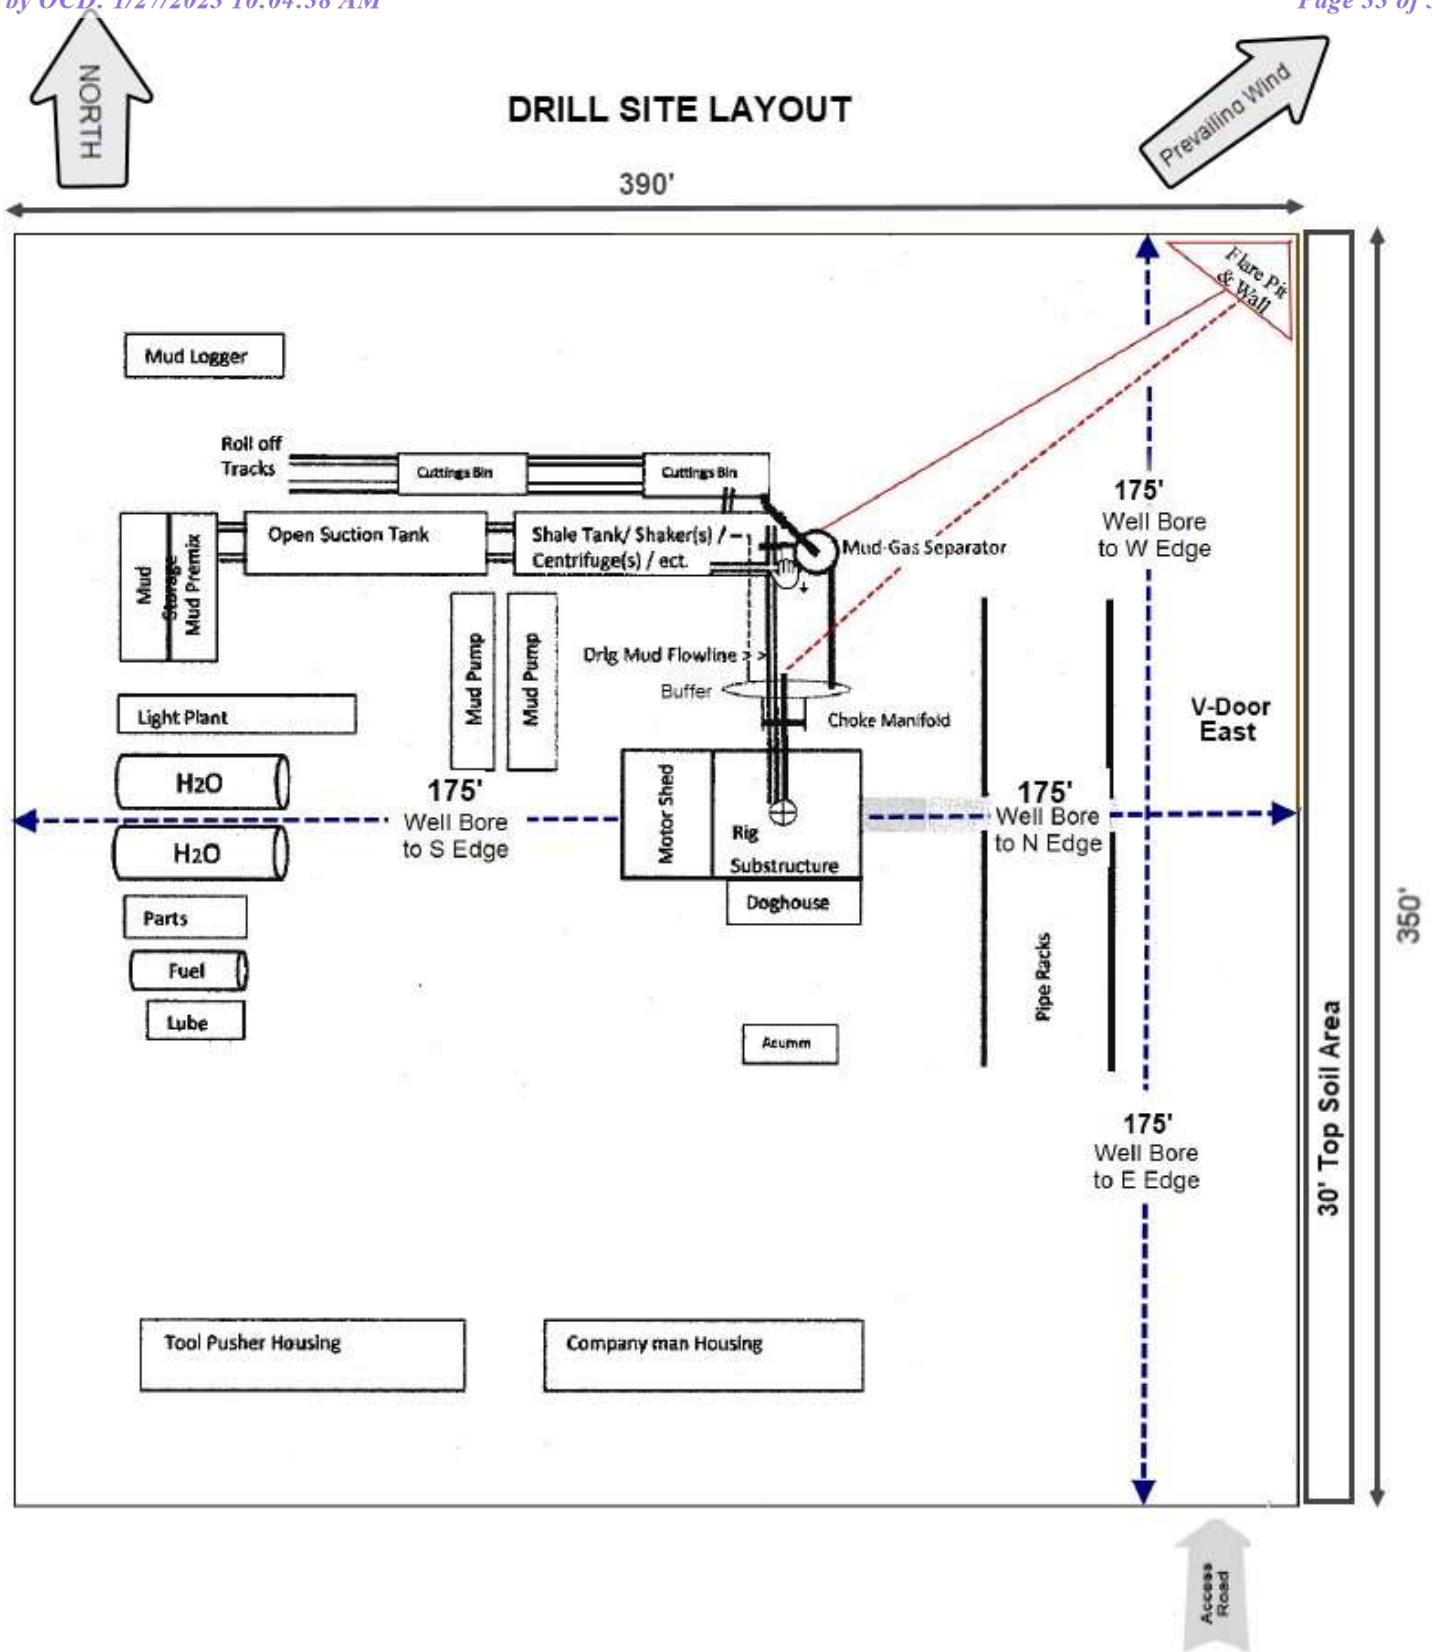 by OCD: 1/27/2023 10:04:38 AM
Page 33 of
NORTH
DRILL SITE LAYOUT
Prevailing Wind
390'
Flare Pit
& Wall
Mud Logger
Roll off
Tracks
Cuttings Bin
Cuttings Bin
175'
Well Bore
to W Edge
Mud
Storage
Mud Premix
Open Suction Tank
Shale Tank/ Shaker(s) /
Centrifuge(s) / ect.
Mud-Gas Separator
Mud Pump
Mud Pump
Drlg Mud Flowline > >
Buffer
Choke Manifold
Light Plant
V-Door
East
H2O
H2O
175'
Well Bore
to S Edge
Motor Shed
Rig
Substructure
175'
Well Bore
to N Edge
Doghouse
Parts
Fuel
Lube
Acumm
Pipe Racks
350'
30' Top Soil Area
175'
Well Bore
to E Edge
Tool Pusher Housing
Company man Housing
Access
Road